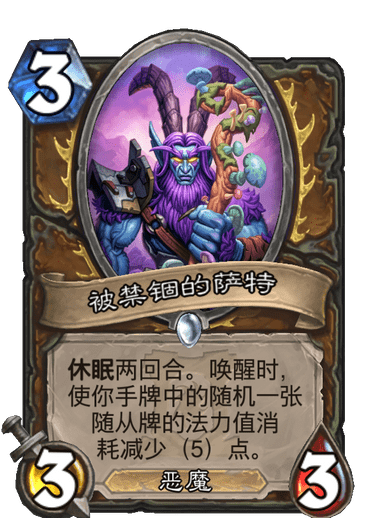 3
被禁锢的萨特
休眠两回合。唤醒时，
使你手牌中的随机一张
随从牌的法力值消
耗减少（5）点。
3
恶魔
3